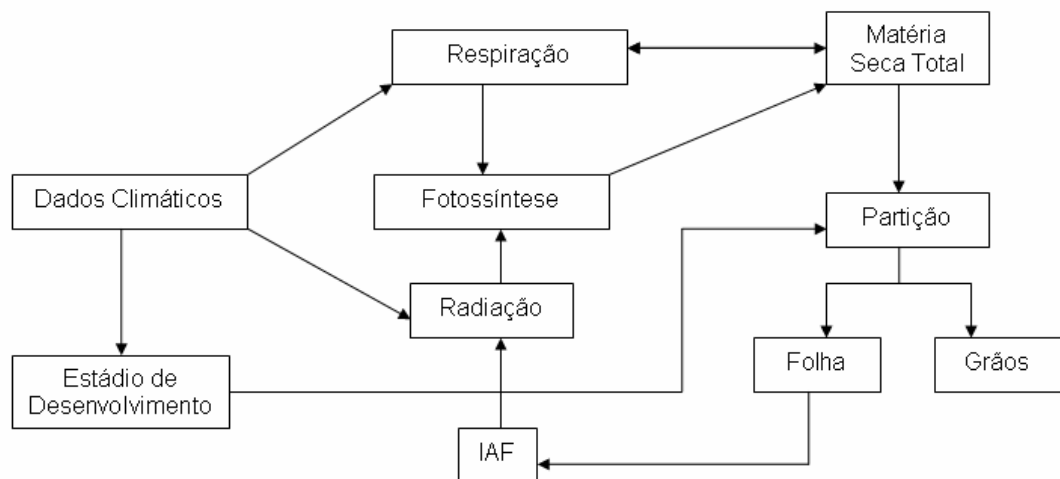 Respiração
Matéria
Seca Total
Dados Climáticos
Fotossíntese
Partição
Radiação
Estádio de
Desenvolvimento
Folha
Grãos
IAF